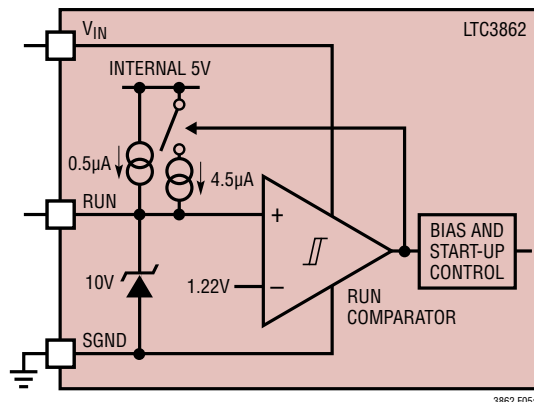 V_IN
LTC3862
INTERNAL 5V
0.5µA
4.5µA
RUN
+
10V
1.22V
−
BIAS AND
START-UP
CONTROL
RUN
COMPARATOR
SGND